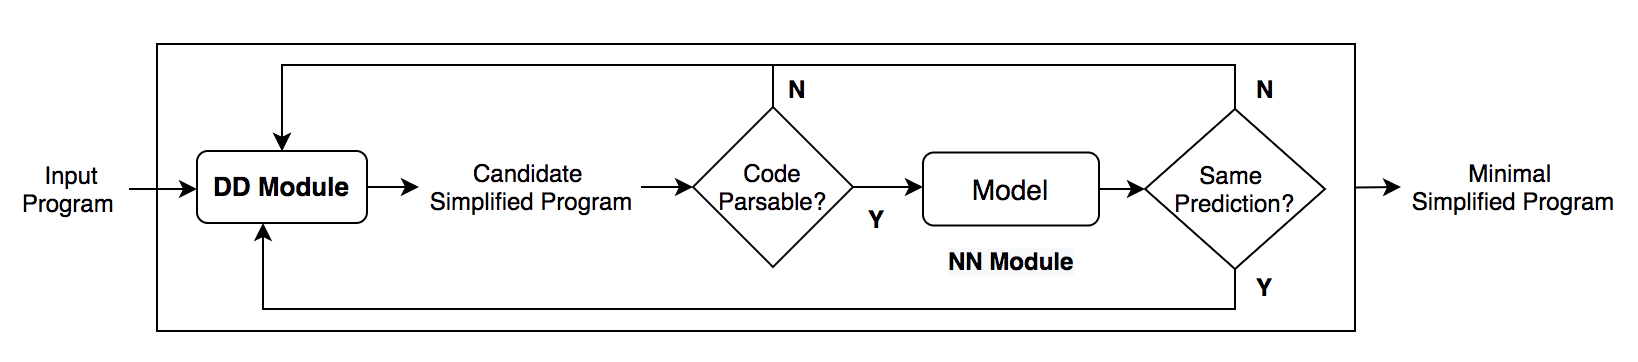 Input
Program
DD Module
Candidate
Simplified Program
N
Code
Parsable?
Y
Model
NN Module
N
Same
Prediction?
Y
Minimal
Simplified Program